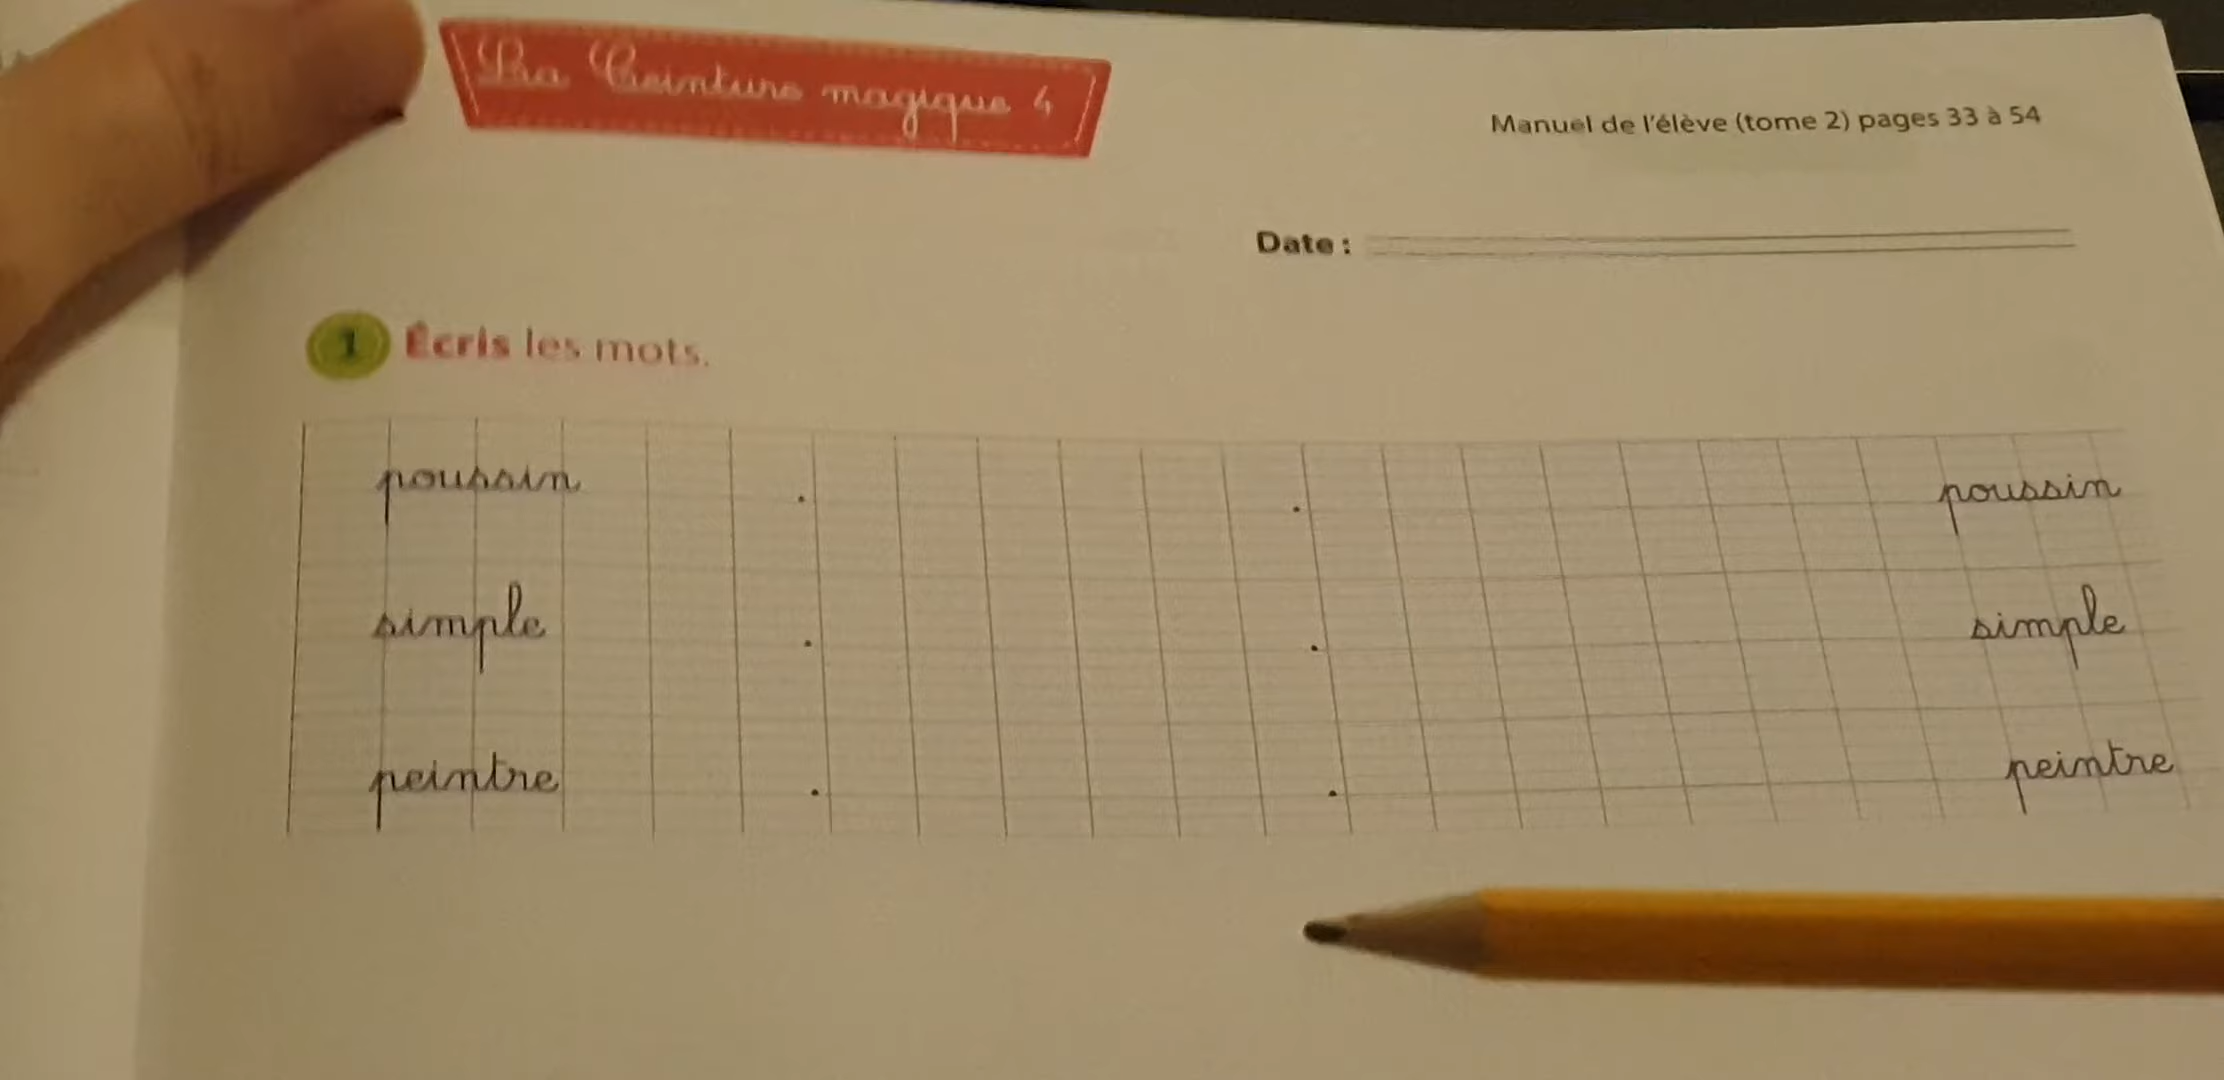 La Ceinture magique 4
Manuel de l'élève (tome 2) pages 33 à 54
Date :
1 Écris les mots.
poussin . . poussin
simple . . simple
peintre . . peintre